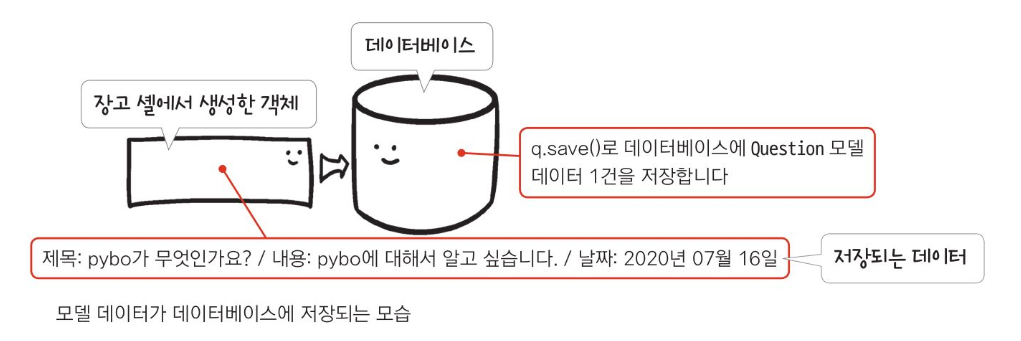 데이터베이스
장고 셸에서 생성한 객체
q.save()로 데이터베이스에 Question 모델
데이터 1건을 저장합니다
제목: pybo가 무엇인가요? / 내용: pybo에 대해서 알고 싶습니다. / 날짜: 2020년 07월 16일
저장되는 데이터
모델 데이터가 데이터베이스에 저장되는 모습